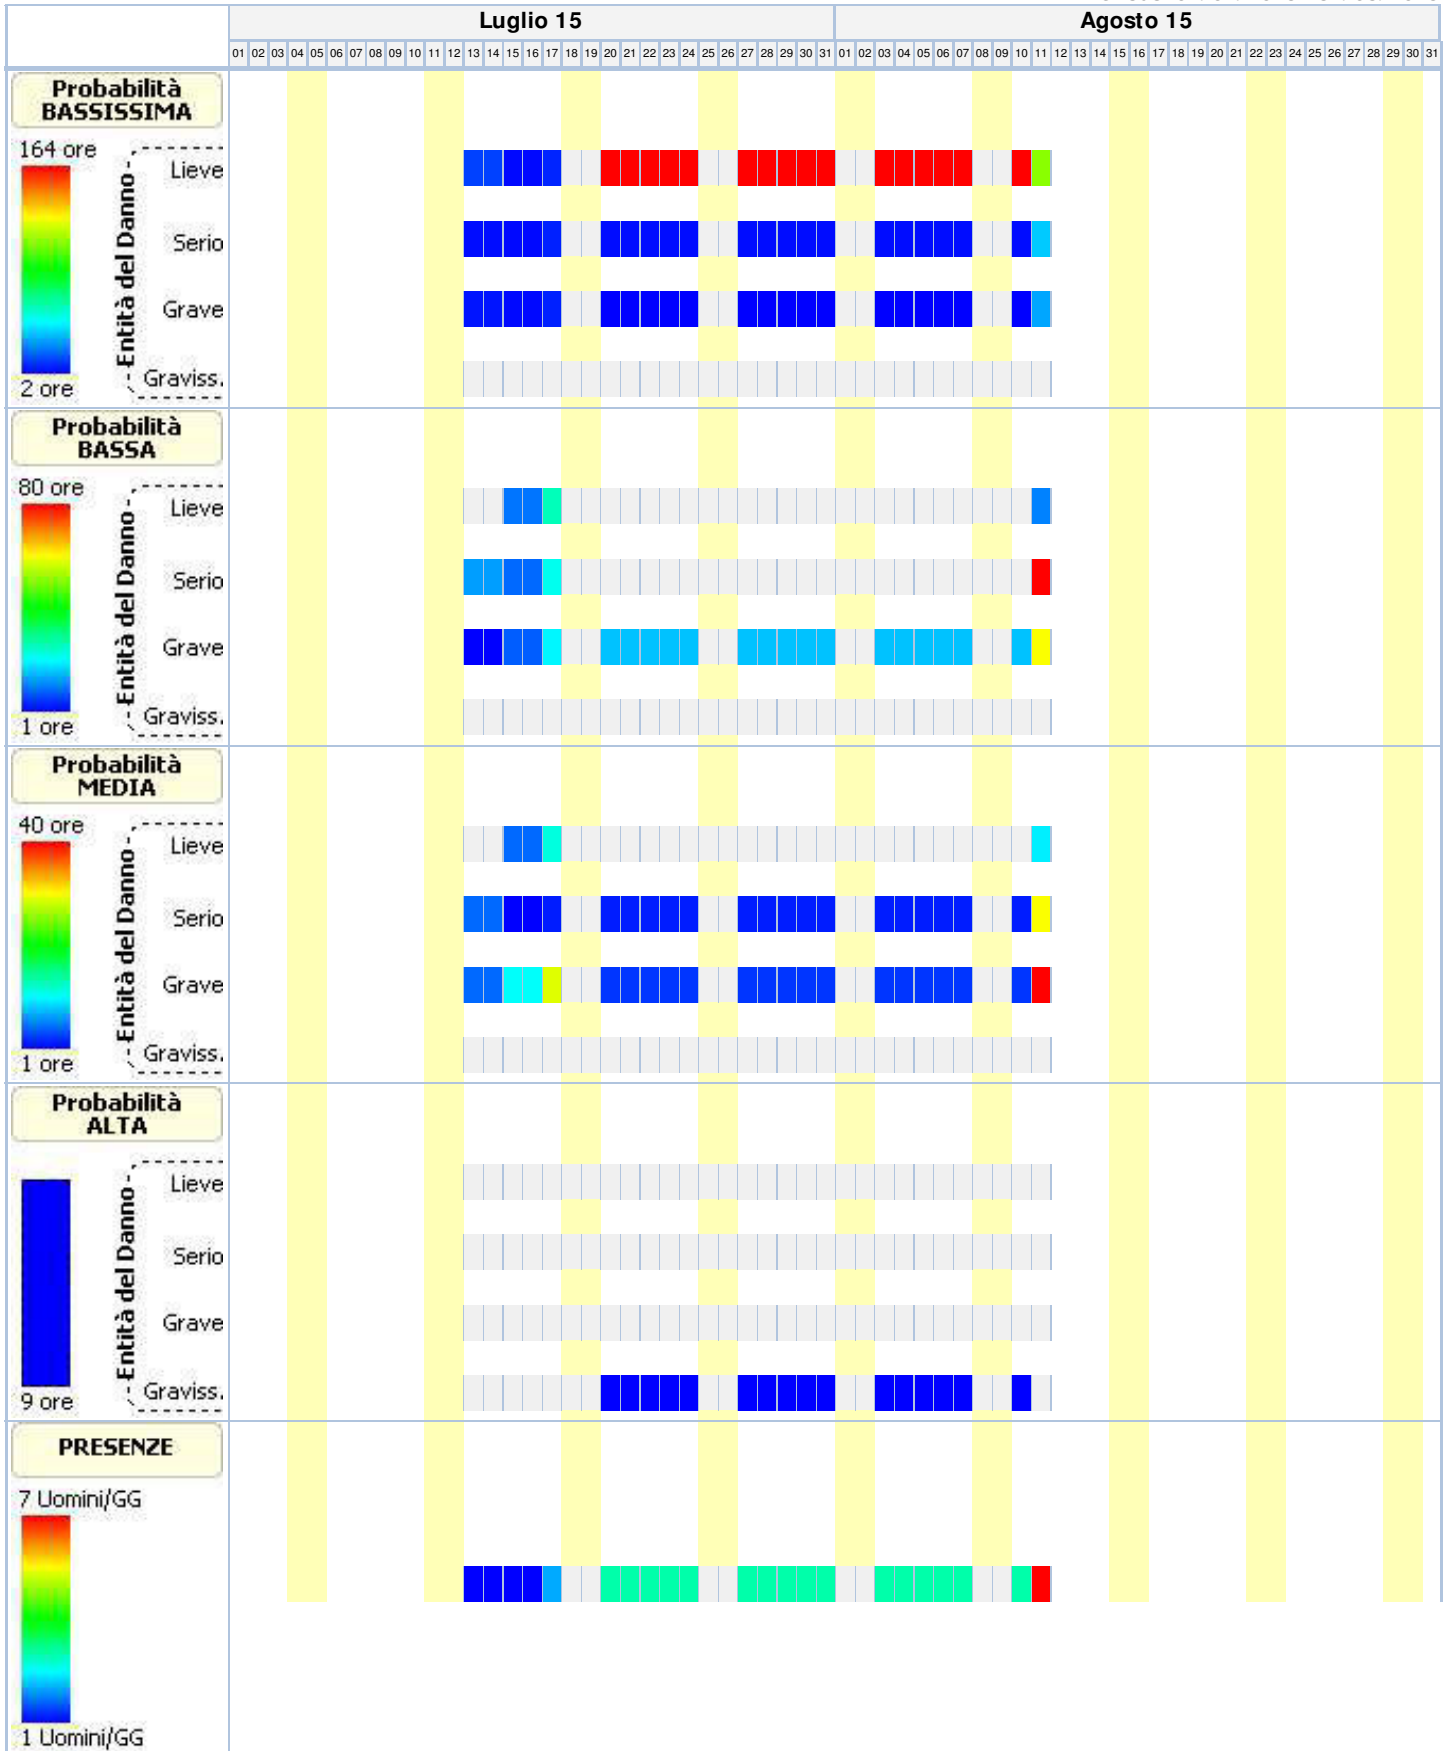 Luglio 15 Agosto 15
01 02 03 04 05 06 07 08 09 10 11 12 13 14 15 16 17 18 19 20 21 22 23 24 25 26 27 28 29 30 31 01 02 03 04 05 06 07 08 09 10 11 12 13 14 15 16 17 18 19 20 21 22 23 24 25 26 27 28 29 30 31
Probabilità
BASSISSIMA
164 ore
Entità del Danno
Lieve
Serio
Grave
Graviss.
2 ore
Probabilità
BASSA
80 ore
Entità del Danno
Lieve
Serio
Grave
Graviss.
1 ore
Probabilità
MEDIA
40 ore
Entità del Danno
Lieve
Serio
Grave
Graviss.
1 ore
Probabilità
ALTA
Entità del Danno
Lieve
Serio
Grave
Graviss.
9 ore
PRESENZE
7 Uomini/GG
1 Uomini/GG